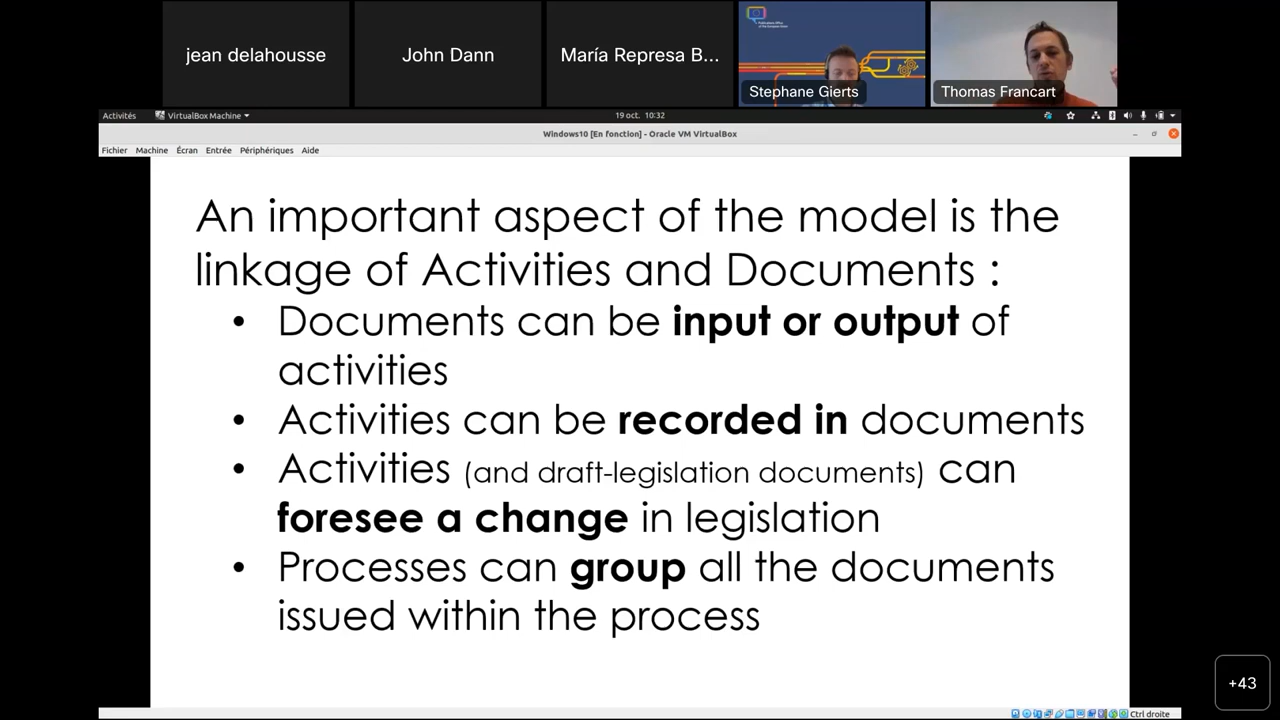 jean delahousse
John Dann
María Represa B...
Stephane Gierts
Thomas Francart
Activités
VirtualBox Machine
19 oct. 10:32
Windows10 [En fonction] - Oracle VM VirtualBox
Fichier Machine Écran Entrée Périphériques Aide
An important aspect of the model is the
linkage of Activities and Documents :
• Documents can be input or output of
activities
• Activities can be recorded in documents
• Activities (and draft-legislation documents) can
foresee a change in legislation
• Processes can group all the documents
issued within the process
+43
Ctrl droite